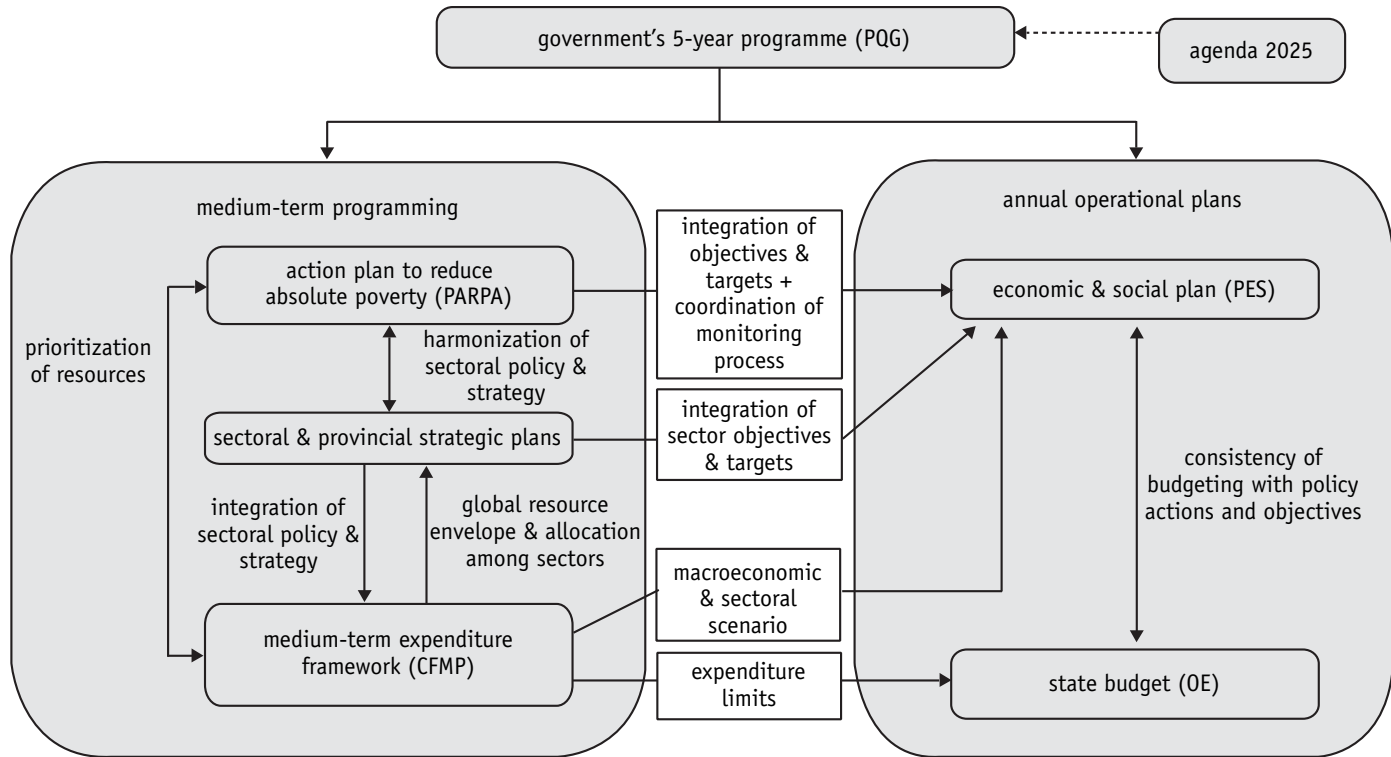 government's 5-year programme (PQG)
agenda 2025
medium-term programming
action plan to reduce
absolute poverty (PARPA)
prioritization
of resources
harmonization of
sectoral policy &
strategy
sectoral & provincial strategic plans
integration of
sectoral policy &
strategy
global resource
envelope & allocation
among sectors
medium-term expenditure
framework (CFMP)
integration of
objectives &
targets +
coordination of
monitoring
process
integration of
sector objectives
& targets
macroeconomic
& sectoral
scenario
expenditure
limits
annual operational plans
economic & social plan (PES)
consistency of
budgeting with policy
actions and objectives
state budget (OE)